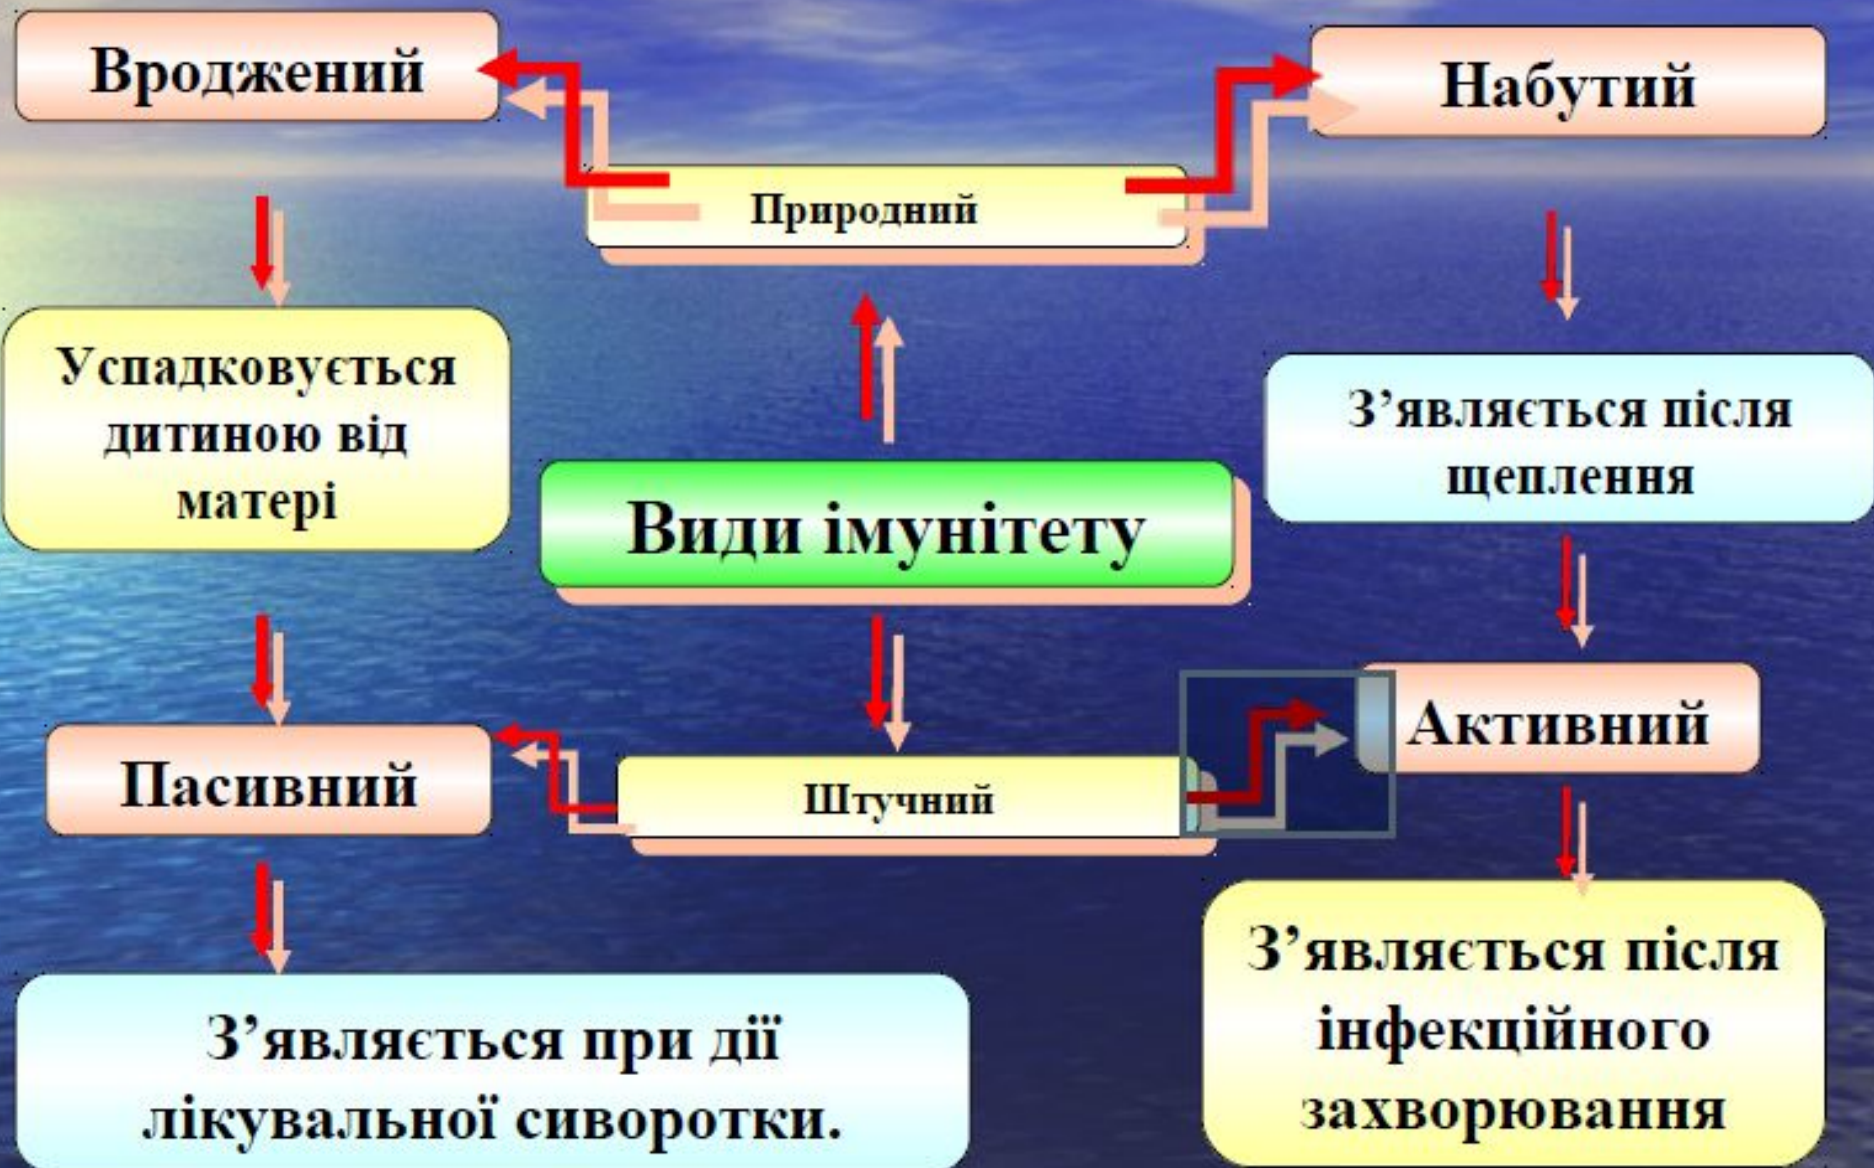 Вроджений
Набутий
Природний
Успадковується
дитиною від
матері
З’являється після
щеплення
Види імунітету
Пасивний
Штучний
Активний
З’являється при дії
лікувальної сиворотки.
З’являється після
інфекційного
захворювання